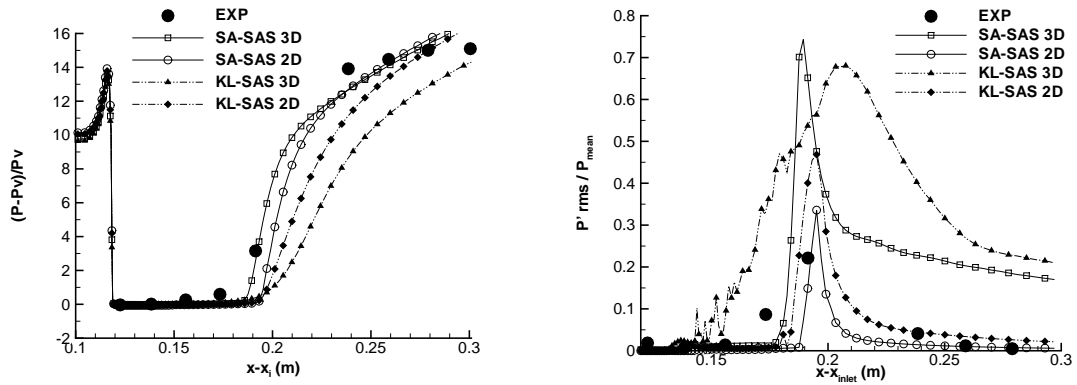 EXP
SA-SAS 3D
SA-SAS 2D
KL-SAS 3D
KL-SAS 2D
(P-Pv)/Pv
16
14
12
10
8
6
4
2
0
-2
0.1
0.15
0.2
0.25
0.3
x-xi (m)
EXP
SA-SAS 3D
SA-SAS 2D
KL-SAS 3D
KL-SAS 2D
P' rms / Pmean
0.8
0.7
0.6
0.5
0.4
0.3
0.2
0.1
0
0.15
0.2
0.25
0.3
x-xinlet (m)